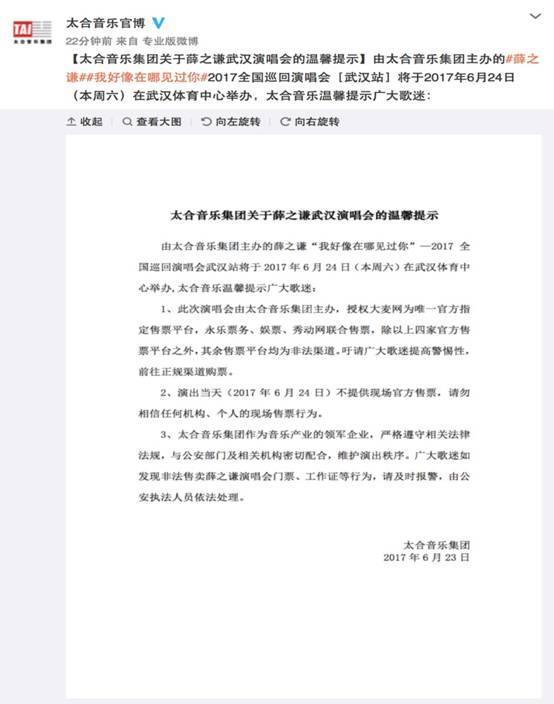 TAI
太合音乐集团
太合音乐官博
22分钟前 来自 专业版微博
【太合音乐集团关于薛之谦武汉演唱会的温馨提示】由太合音乐集团主办的#薛之
谦##我好像在哪见过你#2017全国巡回演唱会［武汉站］将于2017年6月24日
（本周六）在武汉体育中心举办，太合音乐温馨提示广大歌迷：
收起 查看大图 向左旋转 向右旋转
太合音乐集团关于薛之谦武汉演唱会的温馨提示
由太合音乐集团主办的薛之谦“我好像在哪见过你”—2017 全
国巡回演唱会武汉站将于 2017 年 6 月 24 日（本周六）在武汉体育中
心举办,太合音乐温馨提示广大歌迷：
1、此次演唱会由太合音乐集团主办，授权大麦网为唯一官方指
定售票平台，永乐票务、娱票、秀动网联合售票，除以上四家官方售
票平台之外，其余售票平台均为非法渠道。吁请广大歌迷提高警惕性，
前往正规渠道购票。
2、演出当天（2017 年 6 月 24 日）不提供现场官方售票，请勿
相信任何机构、个人的现场售票行为。
3、太合音乐集团作为音乐产业的领军企业，严格遵守相关法律
法规，与公安部门及相关机构密切配合，维护演出秩序。广大歌迷如
发现非法售卖薛之谦演唱会门票、工作证等行为，请及时报警，由公
安执法人员依法处理。
太合音乐集团
2017 年 6 月 23 日